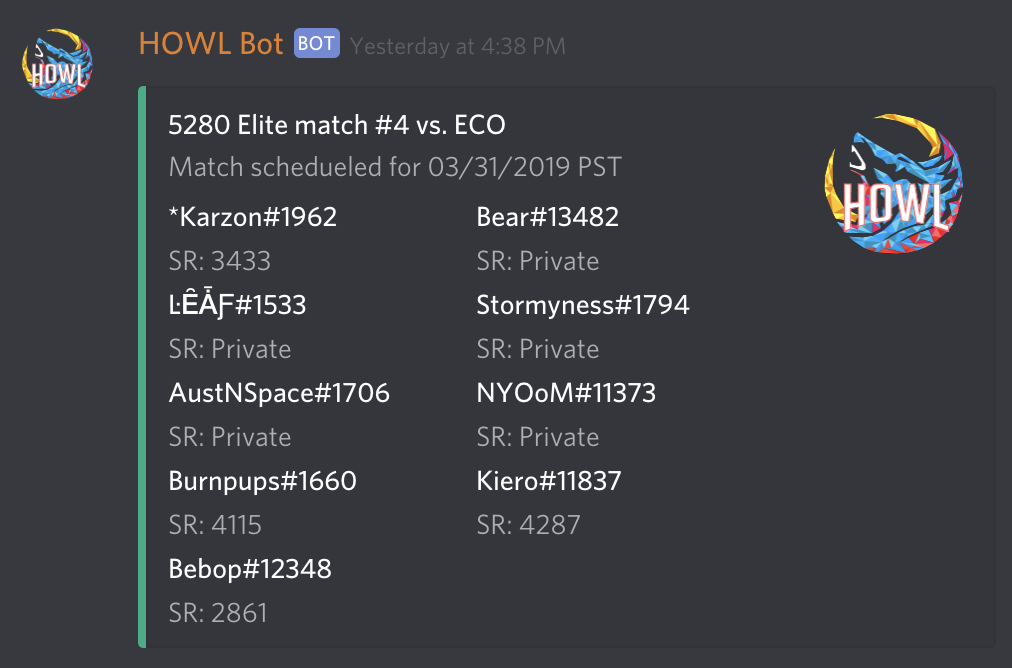 HOWL
HOWL Bot BOT Yesterday at 4:38 PM
5280 Elite match #4 vs. ECO
Match schedueled for 03/31/2019 PST
HOWL
*Karzon#1962 Bear#13482
SR: 3433 SR: Private
ĿỂǠƑ#1533 Stormyness#1794
SR: Private SR: Private
AustNSpace#1706 NYOoM#11373
SR: Private SR: Private
Burnpups#1660 Kiero#11837
SR: 4115 SR: 4287
Bebop#12348
SR: 2861